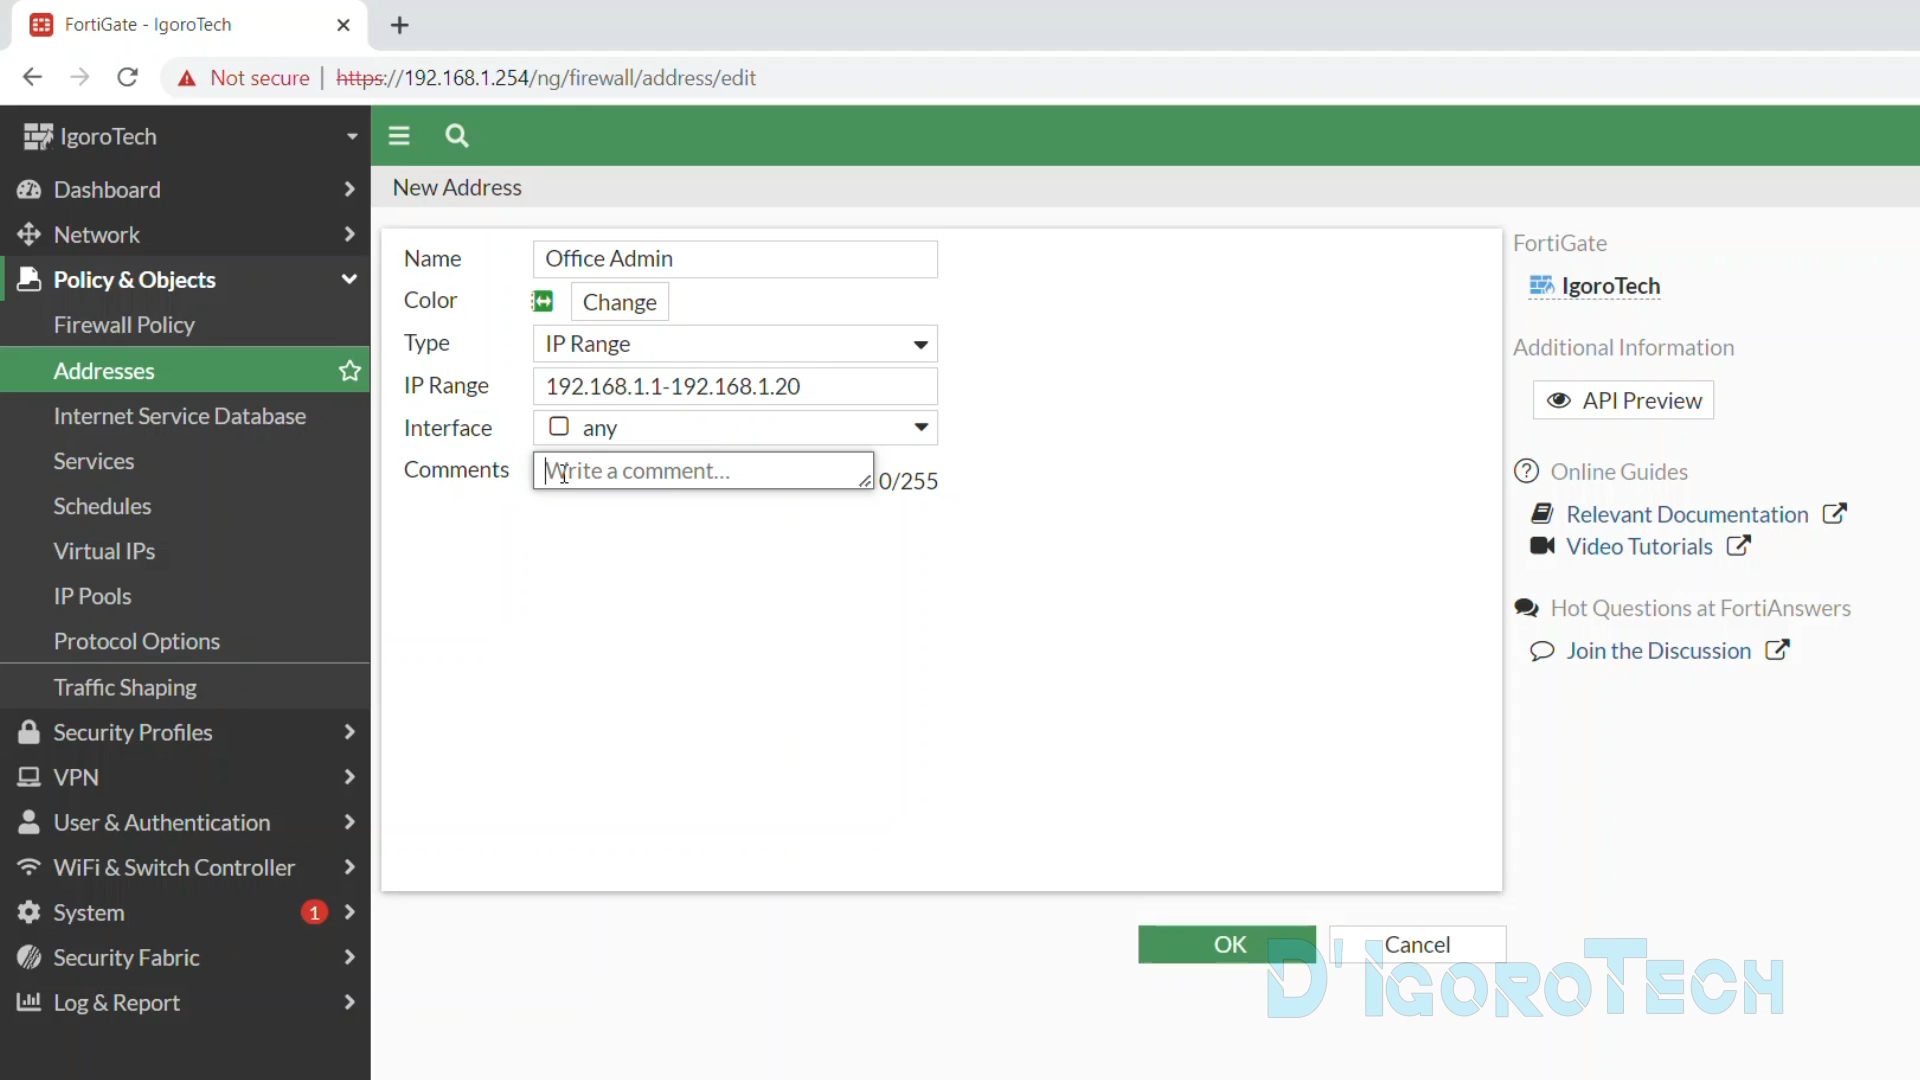 FortiGate - IgoroTech
Not secure | https://192.168.1.254/ng/firewall/address/edit
IgoroTech
Dashboard
Network
Policy & Objects
Firewall Policy
Addresses
Internet Service Database
Services
Schedules
Virtual IPs
IP Pools
Protocol Options
Traffic Shaping
Security Profiles
VPN
User & Authentication
WiFi & Switch Controller
System 1
Security Fabric
Log & Report
New Address
Name Office Admin
Color Change
Type IP Range
IP Range 192.168.1.1-192.168.1.20
Interface any
Comments Write a comment... 0/255
OK Cancel
FortiGate
IgoroTech
Additional Information
API Preview
Online Guides
Relevant Documentation
Video Tutorials
Hot Questions at FortiAnswers
Join the Discussion
D'IGOROTECH